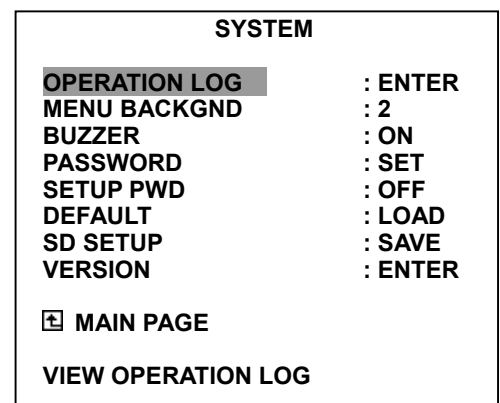 SYSTEM
OPERATION LOG : ENTER
MENU BACKGND : 2
BUZZER : ON
PASSWORD : SET
SETUP PWD : OFF
DEFAULT : LOAD
SD SETUP : SAVE
VERSION : ENTER
MAIN PAGE
VIEW OPERATION LOG